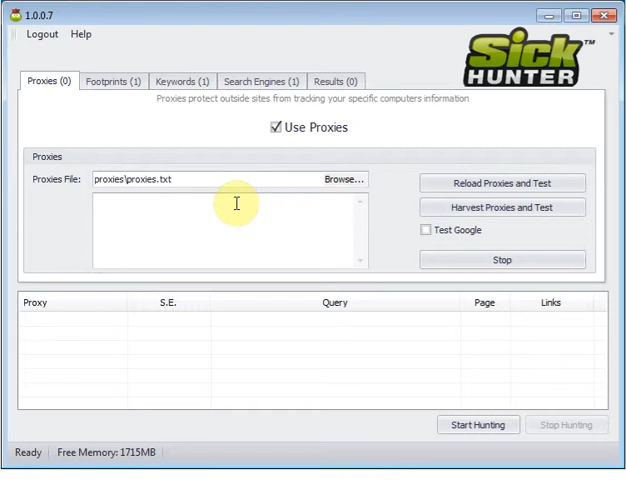 1.0.0.7
Logout Help
Sick HUNTER ™
Proxies (0) Footprints (1) Keywords (1) Search Engines (1) Results (0)
Proxies protect outside sites from tracking your specific computers information
Use Proxies
Proxies
Proxies File: proxies\proxies.txt Browse...
Reload Proxies and Test
Harvest Proxies and Test
Test Google
Stop
Proxy S.E. Query Page Links
Start Hunting Stop Hunting
Ready Free Memory: 1715MB